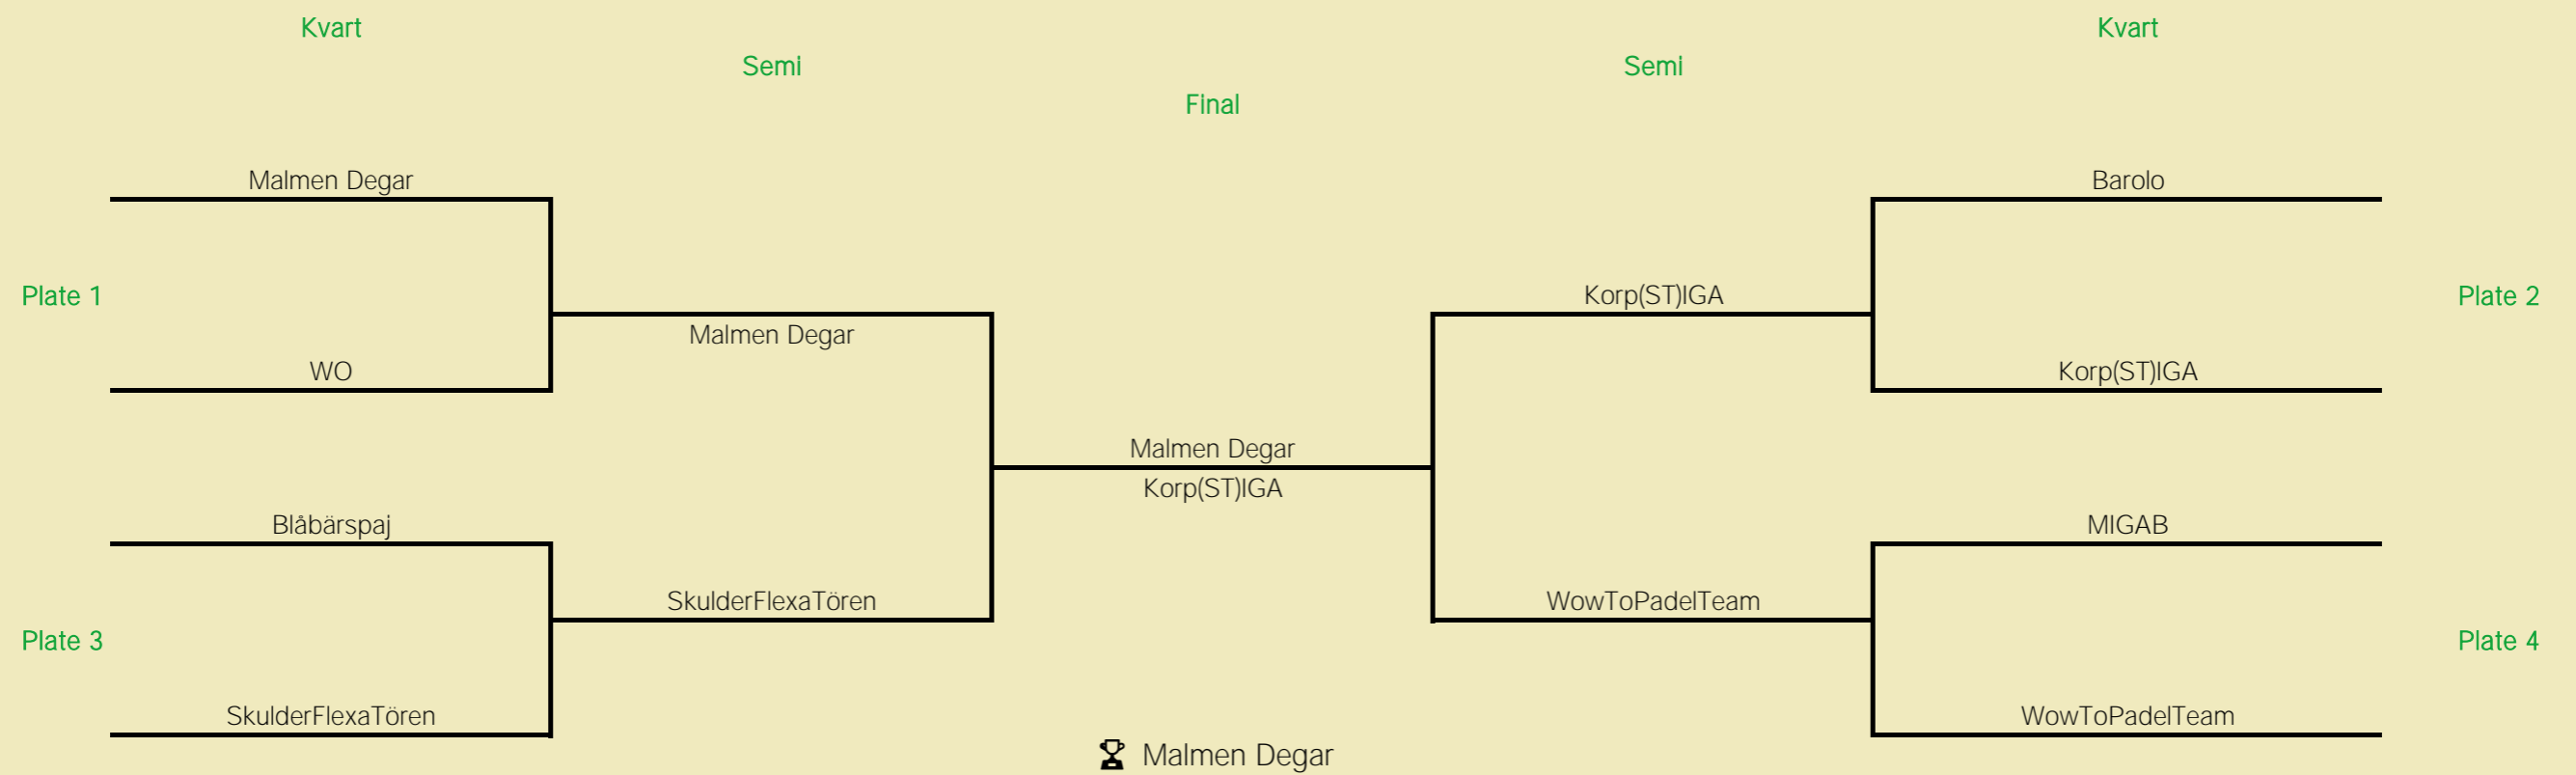 Kvart
Kvart
Semi
Semi
Final
Malmen Degar
Barolo
Plate 1
Korp(ST)IGA
Plate 2
Malmen Degar
WO
Korp(ST)IGA
Malmen Degar
Korp(ST)IGA
Blåbärspaj
MIGAB
SkulderFlexaTören
WowToPadelTeam
Plate 3
Plate 4
SkulderFlexaTören
WowToPadelTeam
Malmen Degar